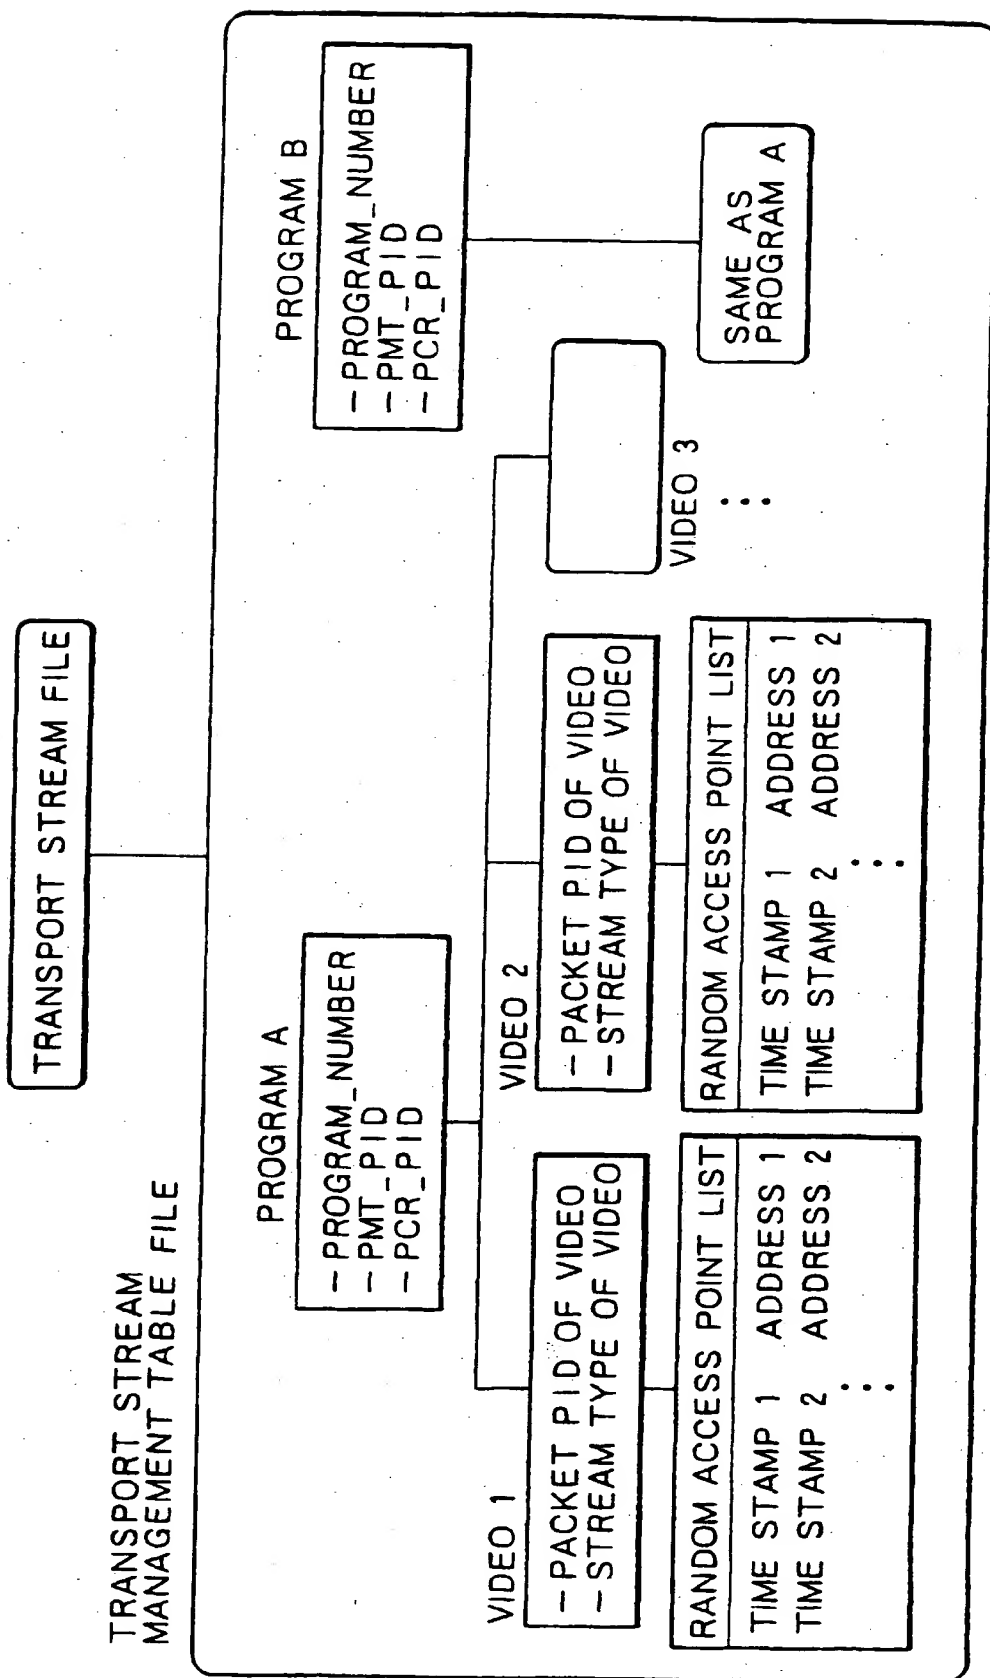 TRANSPORT STREAM FILE
TRANSPORT STREAM
MANAGEMENT TABLE FILE
PROGRAM A
– PROGRAM_NUMBER
– PMT_PID
– PCR_PID
PROGRAM B
– PROGRAM_NUMBER
– PMT_PID
– PCR_PID
VIDEO 1
– PACKET PID OF VIDEO
– STREAM TYPE OF VIDEO
RANDOM ACCESS POINT LIST
TIME STAMP 1 ADDRESS 1
TIME STAMP 2 ADDRESS 2
⋮
VIDEO 2
– PACKET PID OF VIDEO
– STREAM TYPE OF VIDEO
RANDOM ACCESS POINT LIST
TIME STAMP 1 ADDRESS 1
TIME STAMP 2 ADDRESS 2
⋮
VIDEO 3
⋮
SAME AS
PROGRAM A